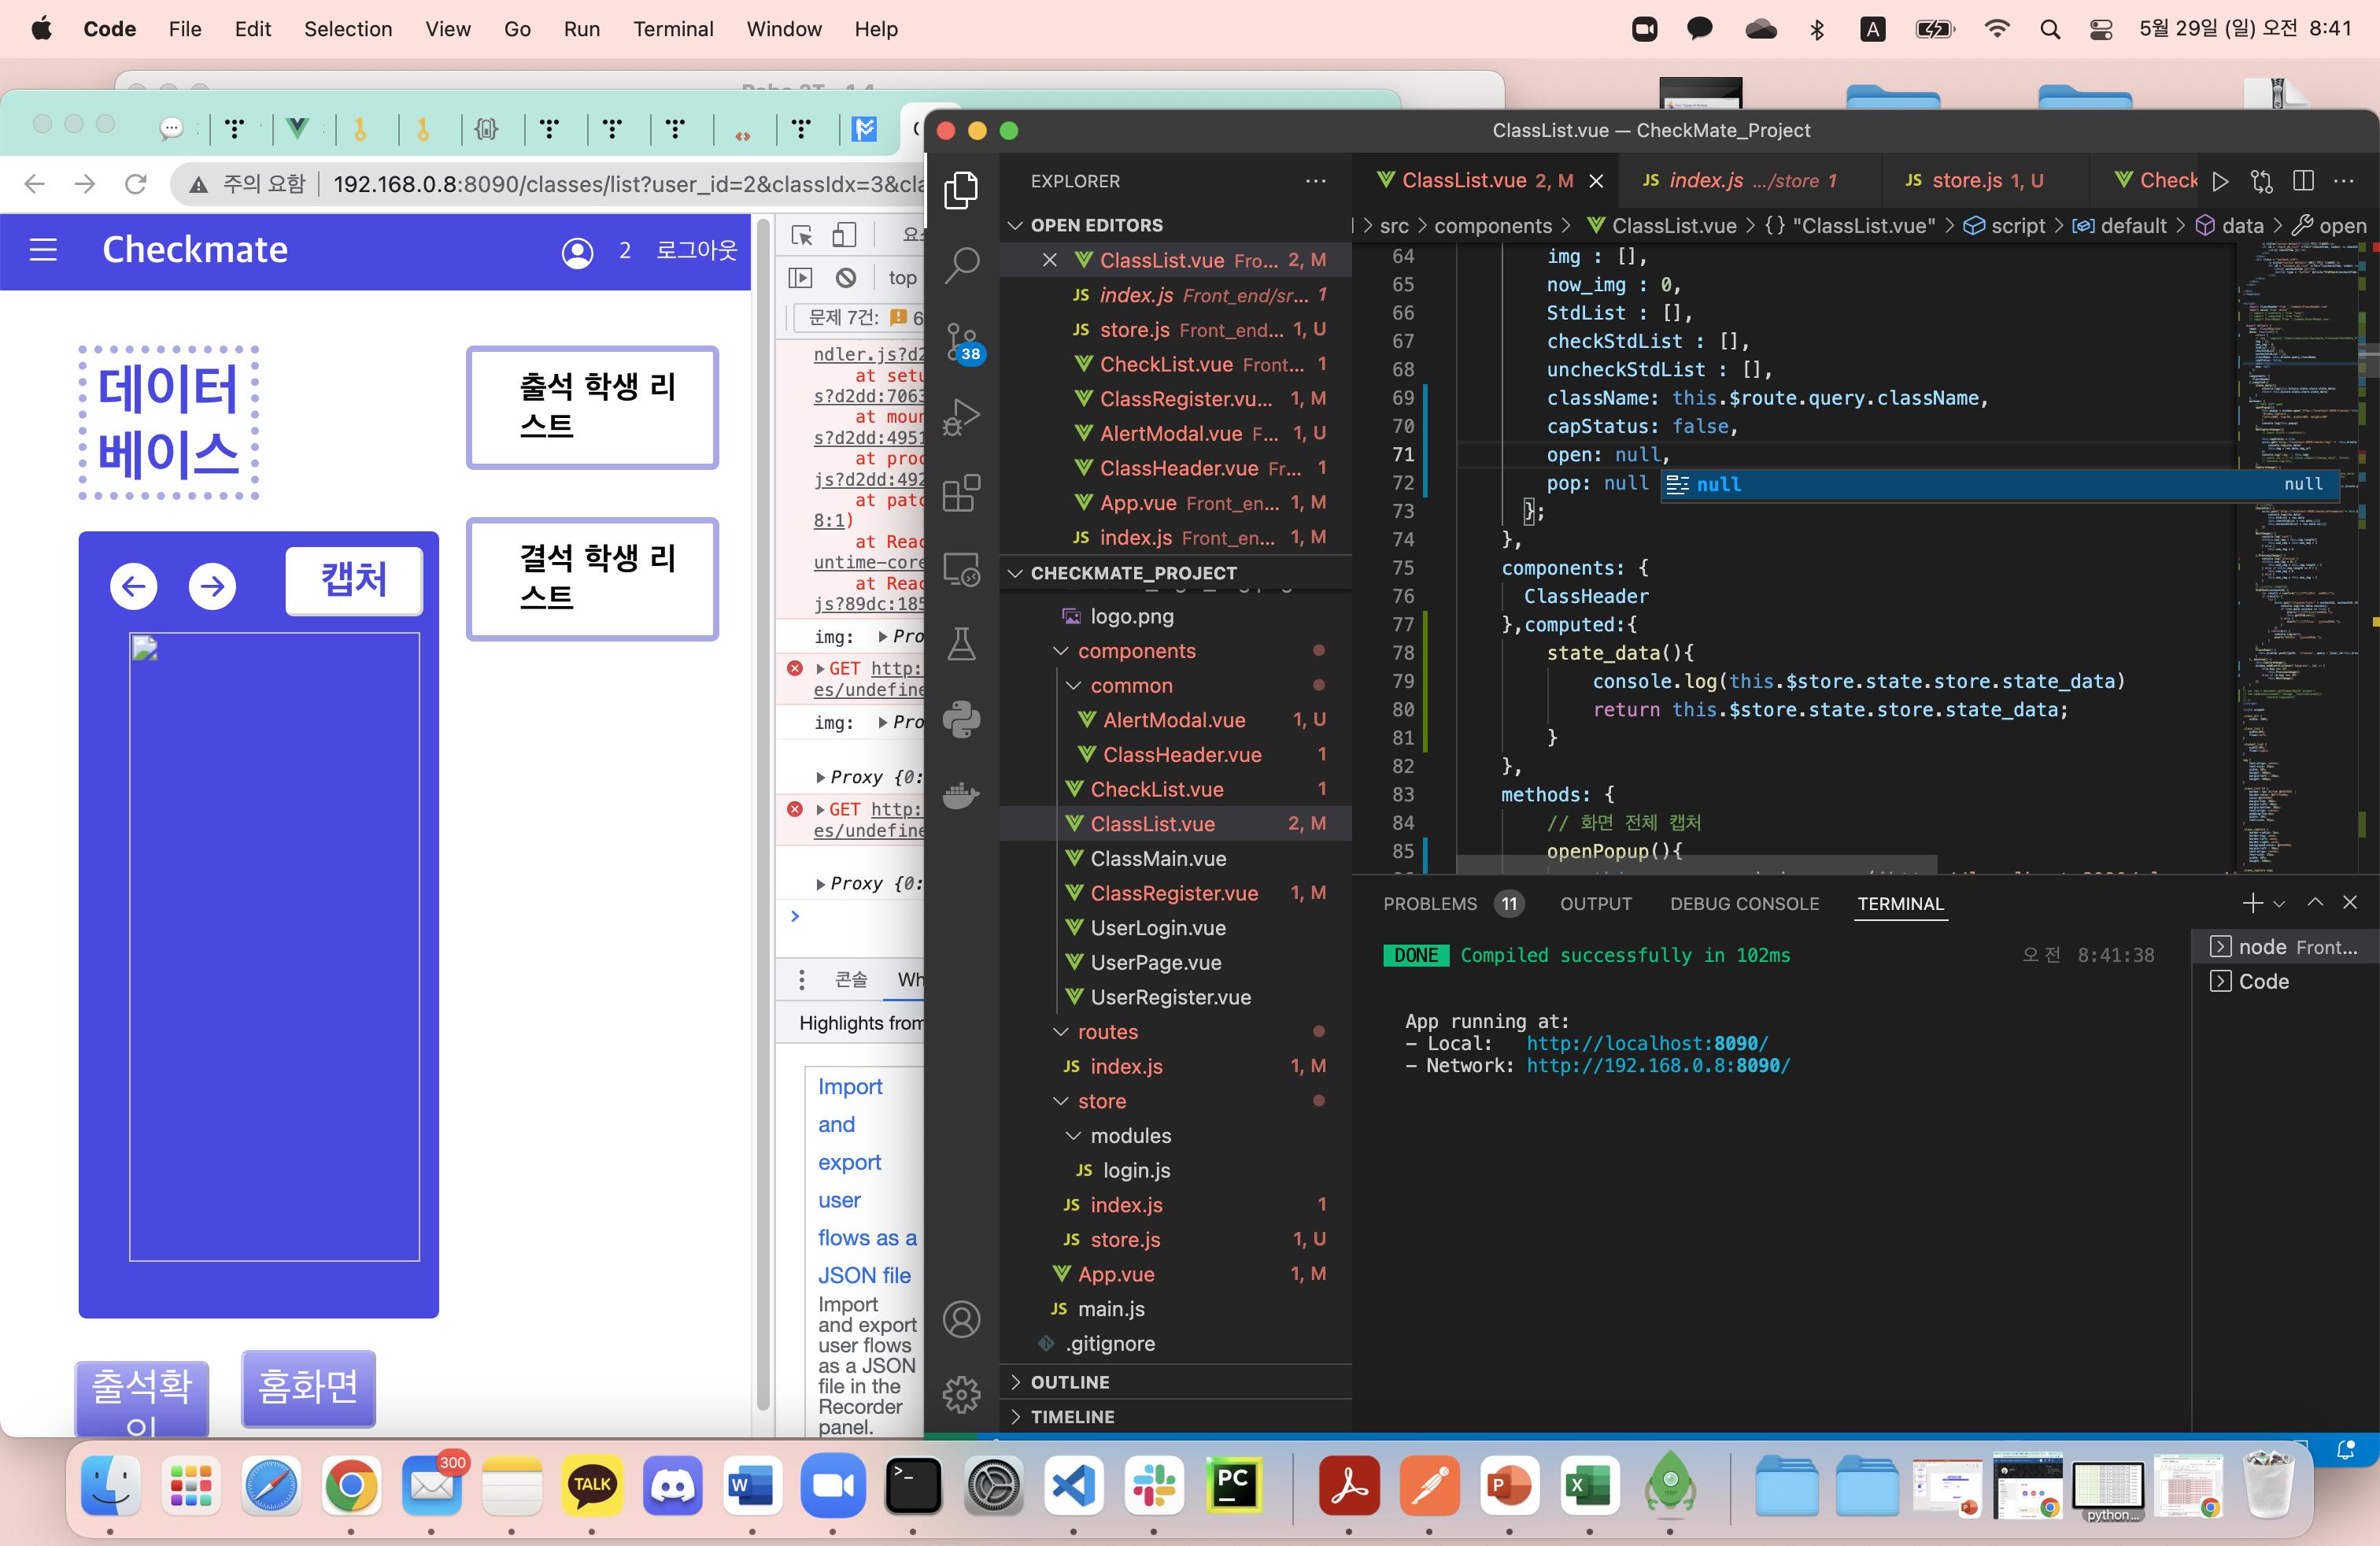 Code File Edit Selection View Go Run Terminal Window Help
A
5월 29일 (일) 오전 8:41
주의 요함 192.168.0.8:8090/classes/list?user_id=2&classIdx=3&cla
Checkmate 2 로그아웃
데이터
베이스
출석 학생 리
스트
결석 학생 리
스트
캡처
출석확
인
홈화면
top
문제 7건: 6
ndler.js?d2
at setu
s?d2dd:7063
at moun
s?d2dd:4951
at proc
js?d2dd:492
at patc
8:1)
at Reac
untime-core
at Reac
js?89dc:185
img: ▶Pro
▶GET http:
es/undefine
img: ▶Pro
▶Proxy {0:
▶GET http:
es/undefine
▶Proxy {0:
콘솔 Wh
Highlights from
Import
and
export
user
flows as a
JSON file
Import
and export
user flows
as a JSON
file in the
Recorder
panel.
ClassList.vue — CheckMate_Project
EXPLORER
OPEN EDITORS
ClassList.vue Fro... 2, M
index.js Front_end/sr... 1
store.js Front_end... 1, U
CheckList.vue Front... 1
ClassRegister.vu... 1, M
AlertModal.vue F... 1, U
ClassHeader.vue Fr... 1
App.vue Front_en... 1, M
index.js Front_en... 1, M
38
CHECKMATE_PROJECT
logo.png
components
common
AlertModal.vue 1, U
ClassHeader.vue 1
CheckList.vue 1
ClassList.vue 2, M
ClassMain.vue
ClassRegister.vue 1, M
UserLogin.vue
UserPage.vue
UserRegister.vue
routes
JS index.js 1, M
store
modules
JS login.js
JS index.js 1
JS store.js 1, U
App.vue 1, M
JS main.js
.gitignore
OUTLINE
TIMELINE
ClassList.vue 2, M JS index.js .../store 1 JS store.js 1, U Check
src > components > ClassList.vue > {} "ClassList.vue" > script > default > data > open
64 img : [],
65 now_img : 0,
66 StdList : [],
67 checkStdList : [],
68 uncheckStdList : [],
69 className: this.$route.query.className,
70 capStatus: false,
71 open: null,
72 pop: null
null null
73 };
74 },
75 components: {
76 ClassHeader
77 },computed:{
78 state_data(){
79 console.log(this.$store.state.store.state_data)
80 return this.$store.state.store.state_data;
81 }
82 },
83 methods: {
84 // 화면 전체 캡처
85 openPopup(){
PROBLEMS 11 OUTPUT DEBUG CONSOLE TERMINAL
DONE Compiled successfully in 102ms 오전 8:41:38
App running at:
- Local: http://localhost:8090/
- Network: http://192.168.0.8:8090/
node Front...
Code
300
TALK
W
PC
P
X
python...